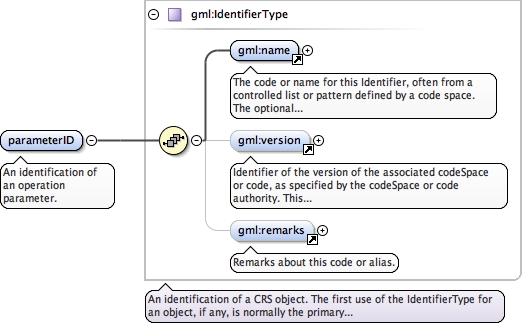 gml:IdentifierType
gml:name
The code or name for this Identifier, often from a
controlled list or pattern defined by a code space.
The optional...
parameterID
An identification of
an operation
parameter.
gml:version
Identifier of the version of the associated codeSpace
or code, as specified by the codeSpace or code
authority. This...
gml:remarks
Remarks about this code or alias.
An identification of a CRS object. The first use of the IdentifierType for
an object, if any, is normally the primary...